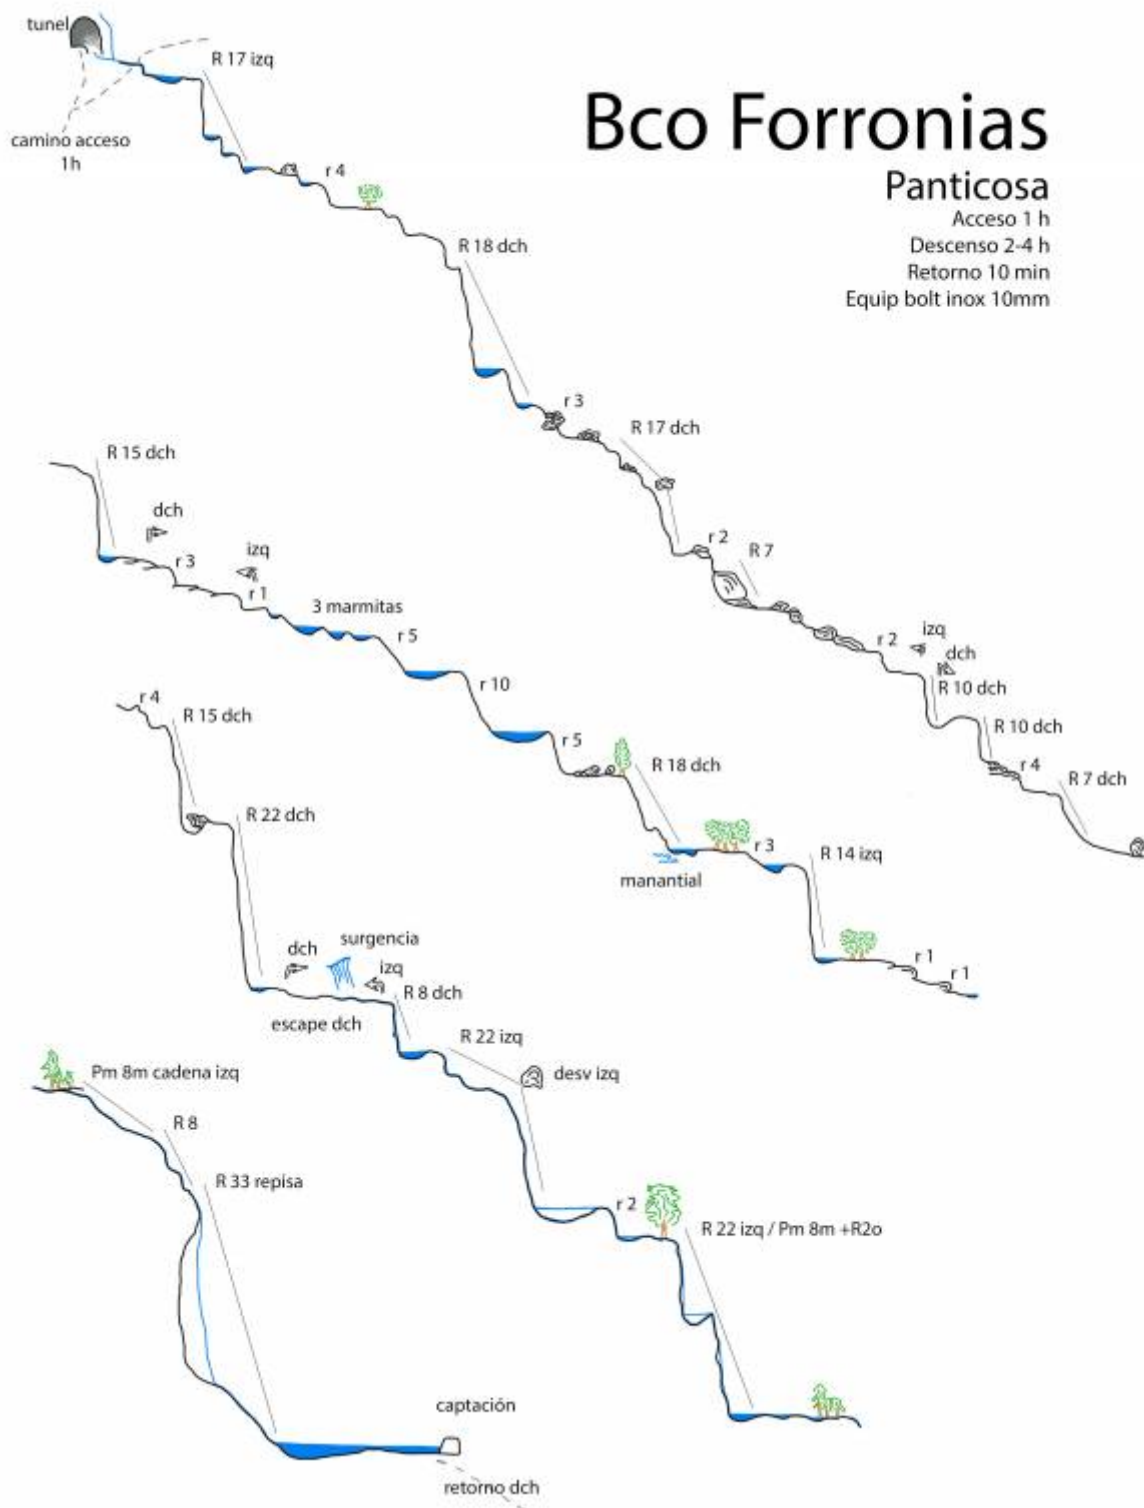 tunel
camino acceso
1h
R 17 izq
Bco Forronias
Panticosa
Acceso 1 h
Descenso 2-4 h
Retorno 10 min
Equip bolt inox 10mm
r 4
R 18 dch
r 3
R 17 dch
r 2
R 7
r 2
izq
dch
R 10 dch
R 10 dch
r 4
R 7 dch
R 15 dch
dch
r 3
izq
r 1
3 marmitas
r 5
r 10
r 5
R 18 dch
manantial
r 3
R 14 izq
r 1
r 1
r 4
R 15 dch
R 22 dch
dch
surgencia
izq
escape dch
R 8 dch
R 22 izq
desv izq
r 2
R 22 izq / Pm 8m +R2o
Pm 8m cadena izq
R 8
R 33 repisa
captación
retorno dch